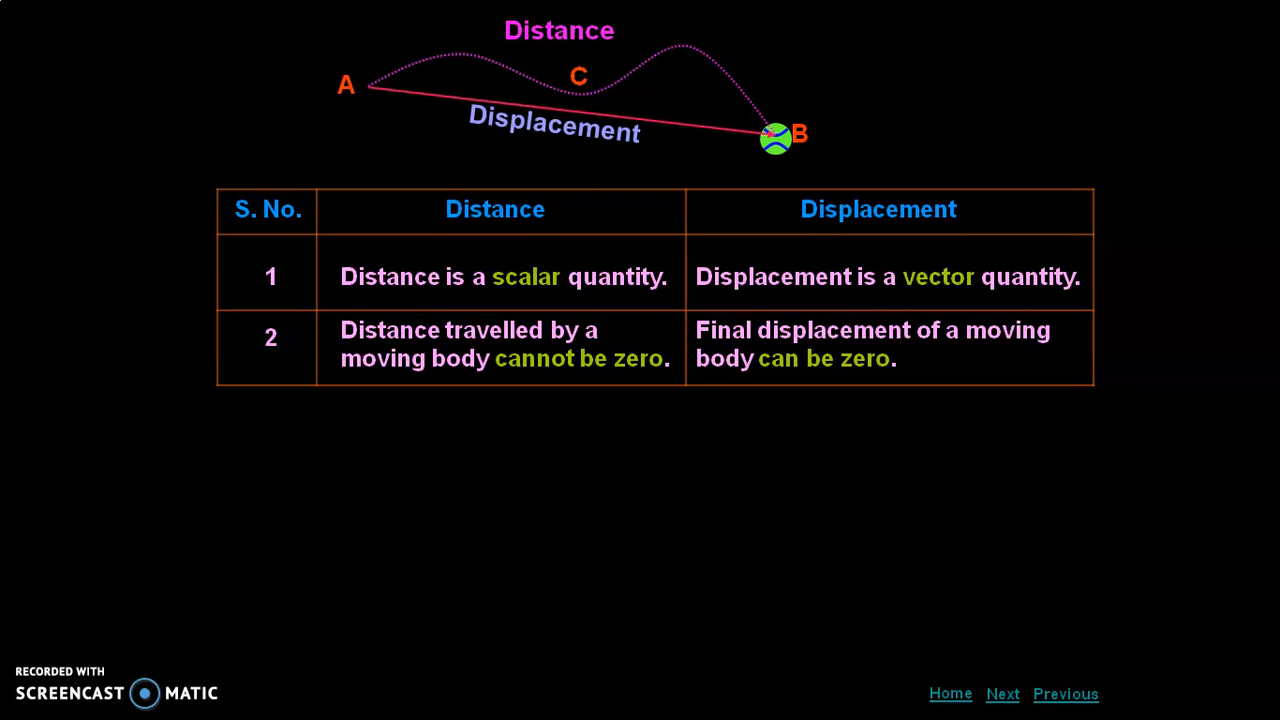 Distance
A
C
Displacement
B
S. No.
Distance
Displacement
1
Distance is a scalar quantity.
Displacement is a vector quantity.
2
Distance travelled by a
moving body cannot be zero.
Final displacement of a moving
body can be zero.
RECORDED WITH
SCREENCAST MATIC
Home Next Previous